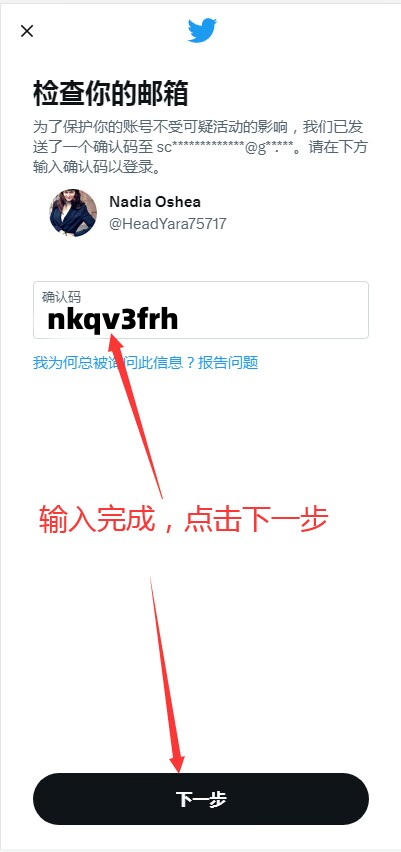 检查你的邮箱
为了保护你的账号不受可疑活动的影响，我们已发
送了一个确认码至 sc*************@g*.****。请在下方
输入确认码以登录。
Nadia Oshea
@HeadYara75717
确认码
nkqv3frh
我为何总被询问此信息？报告问题
输入完成，点击下一步
下一步